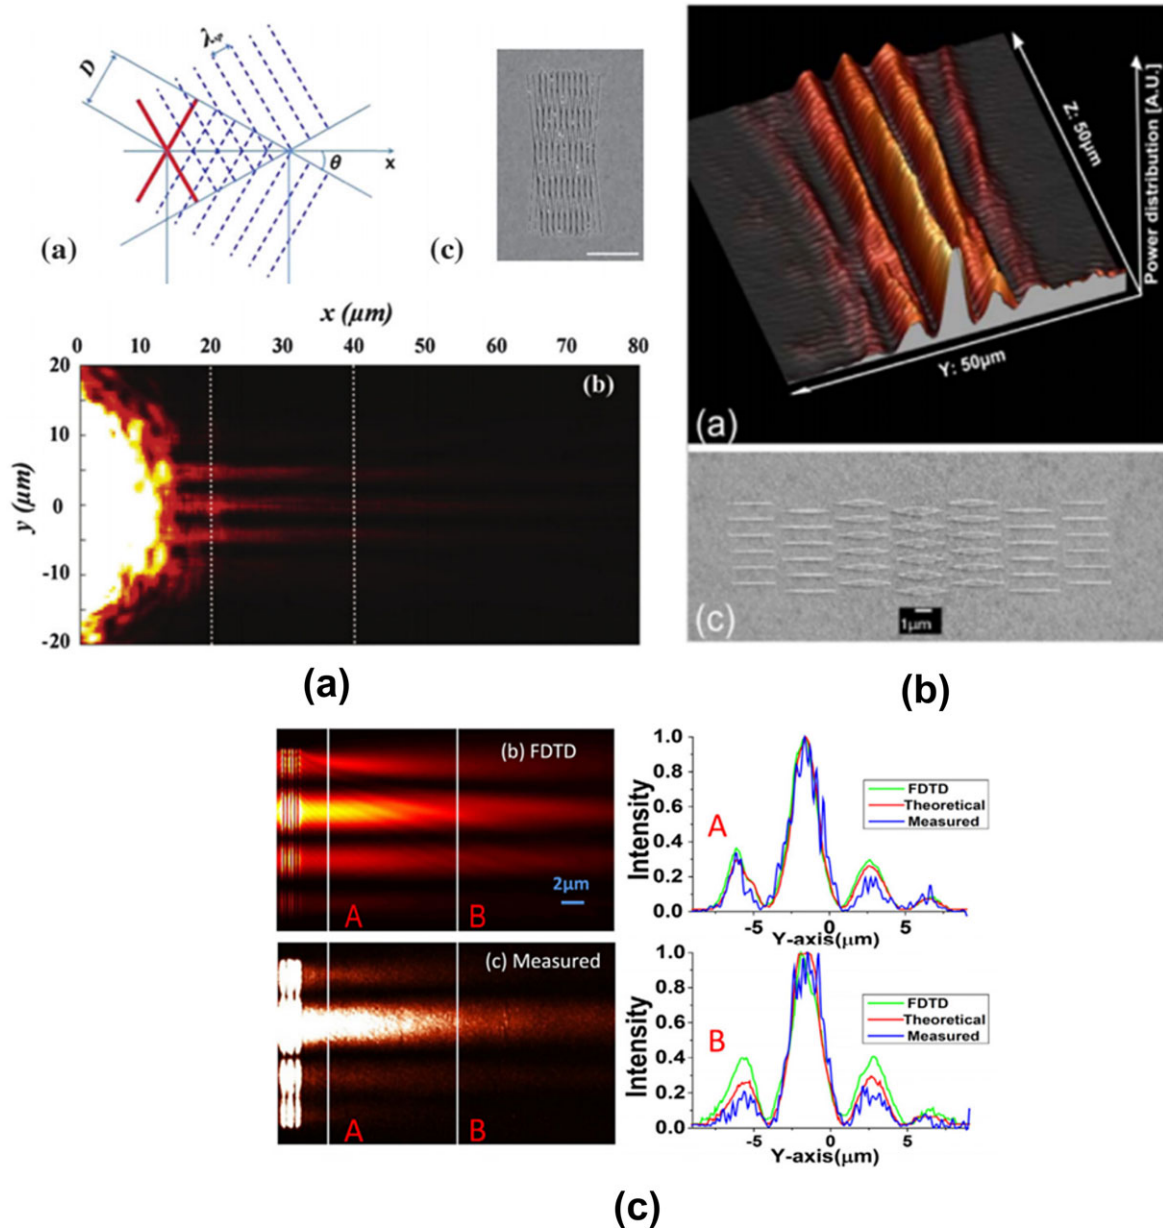 D
λsp
θ
x
(a)
(c)
x (μm)
0 10 20 30 40 50 60 70 80
20
10
0
-10
-20
y (μm)
(b)
(a)
Power distribution [A.U.]
Z: 50μm
Y: 50μm
(a)
(c)
1μm
(b)
(b) FDTD
2μm
A
B
(c) Measured
A
B
Intensity
1.0
0.8
0.6
0.4
0.2
0.0
A
FDTD
Theoretical
Measured
-5 0 5
Y-axis(μm)
Intensity
1.0
0.8
0.6
0.4
0.2
0.0
B
FDTD
Theoretical
Measured
-5 0 5
Y-axis(μm)
(c)